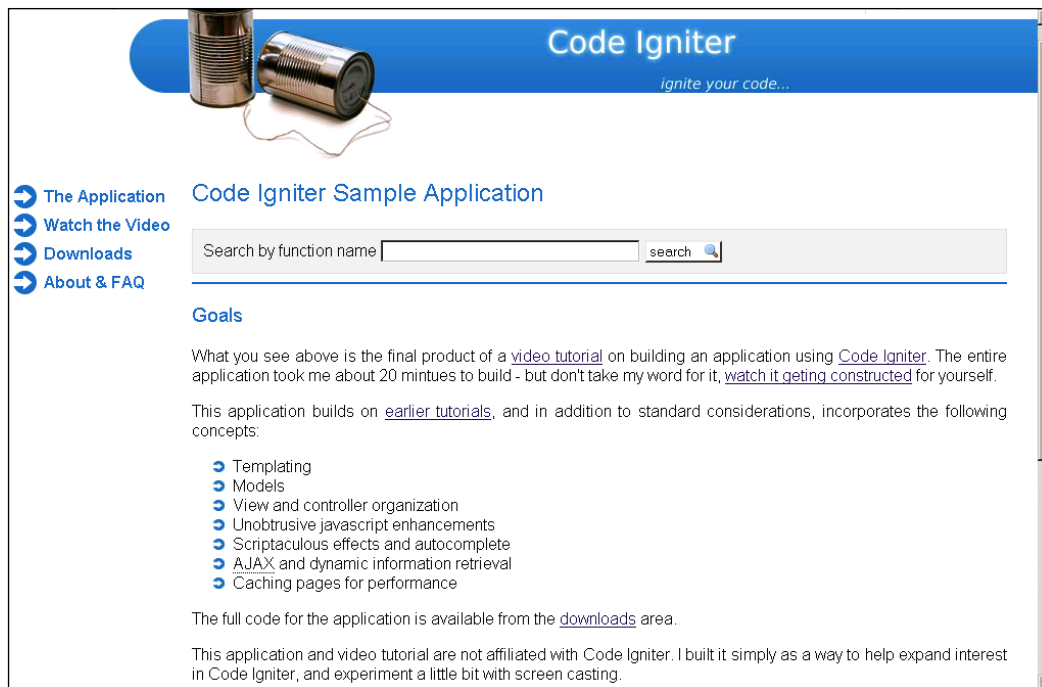 Code Igniter
ignite your code...
The Application
Watch the Video
Downloads
About & FAQ
Code Igniter Sample Application
Search by function name
search
Goals
What you see above is the final product of a video tutorial on building an application using Code Igniter. The entire
application took me about 20 mintues to build - but don't take my word for it, watch it geting constructed for yourself.
This application builds on earlier tutorials, and in addition to standard considerations, incorporates the following
concepts:
Templating
Models
View and controller organization
Unobtrusive javascript enhancements
Scriptaculous effects and autocomplete
AJAX and dynamic information retrieval
Caching pages for performance
The full code for the application is available from the downloads area.
This application and video tutorial are not affiliated with Code Igniter. I built it simply as a way to help expand interest
in Code Igniter, and experiment a little bit with screen casting.